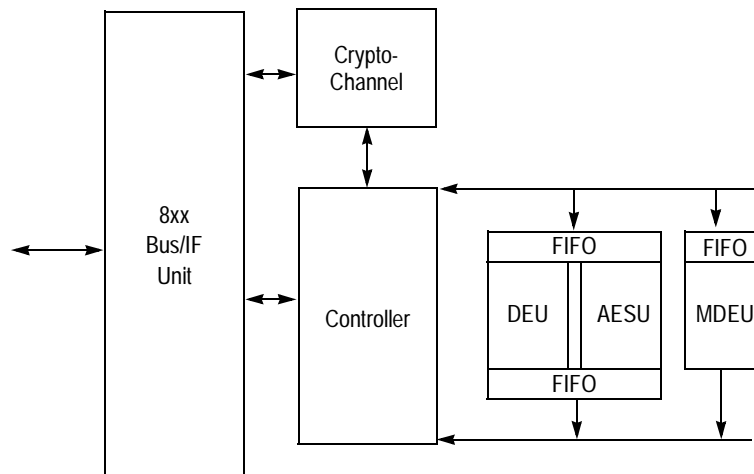 Crypto-
Channel
8xx
Bus/IF
Unit
Controller
FIFO
DEU
AESU
FIFO
FIFO
MDEU